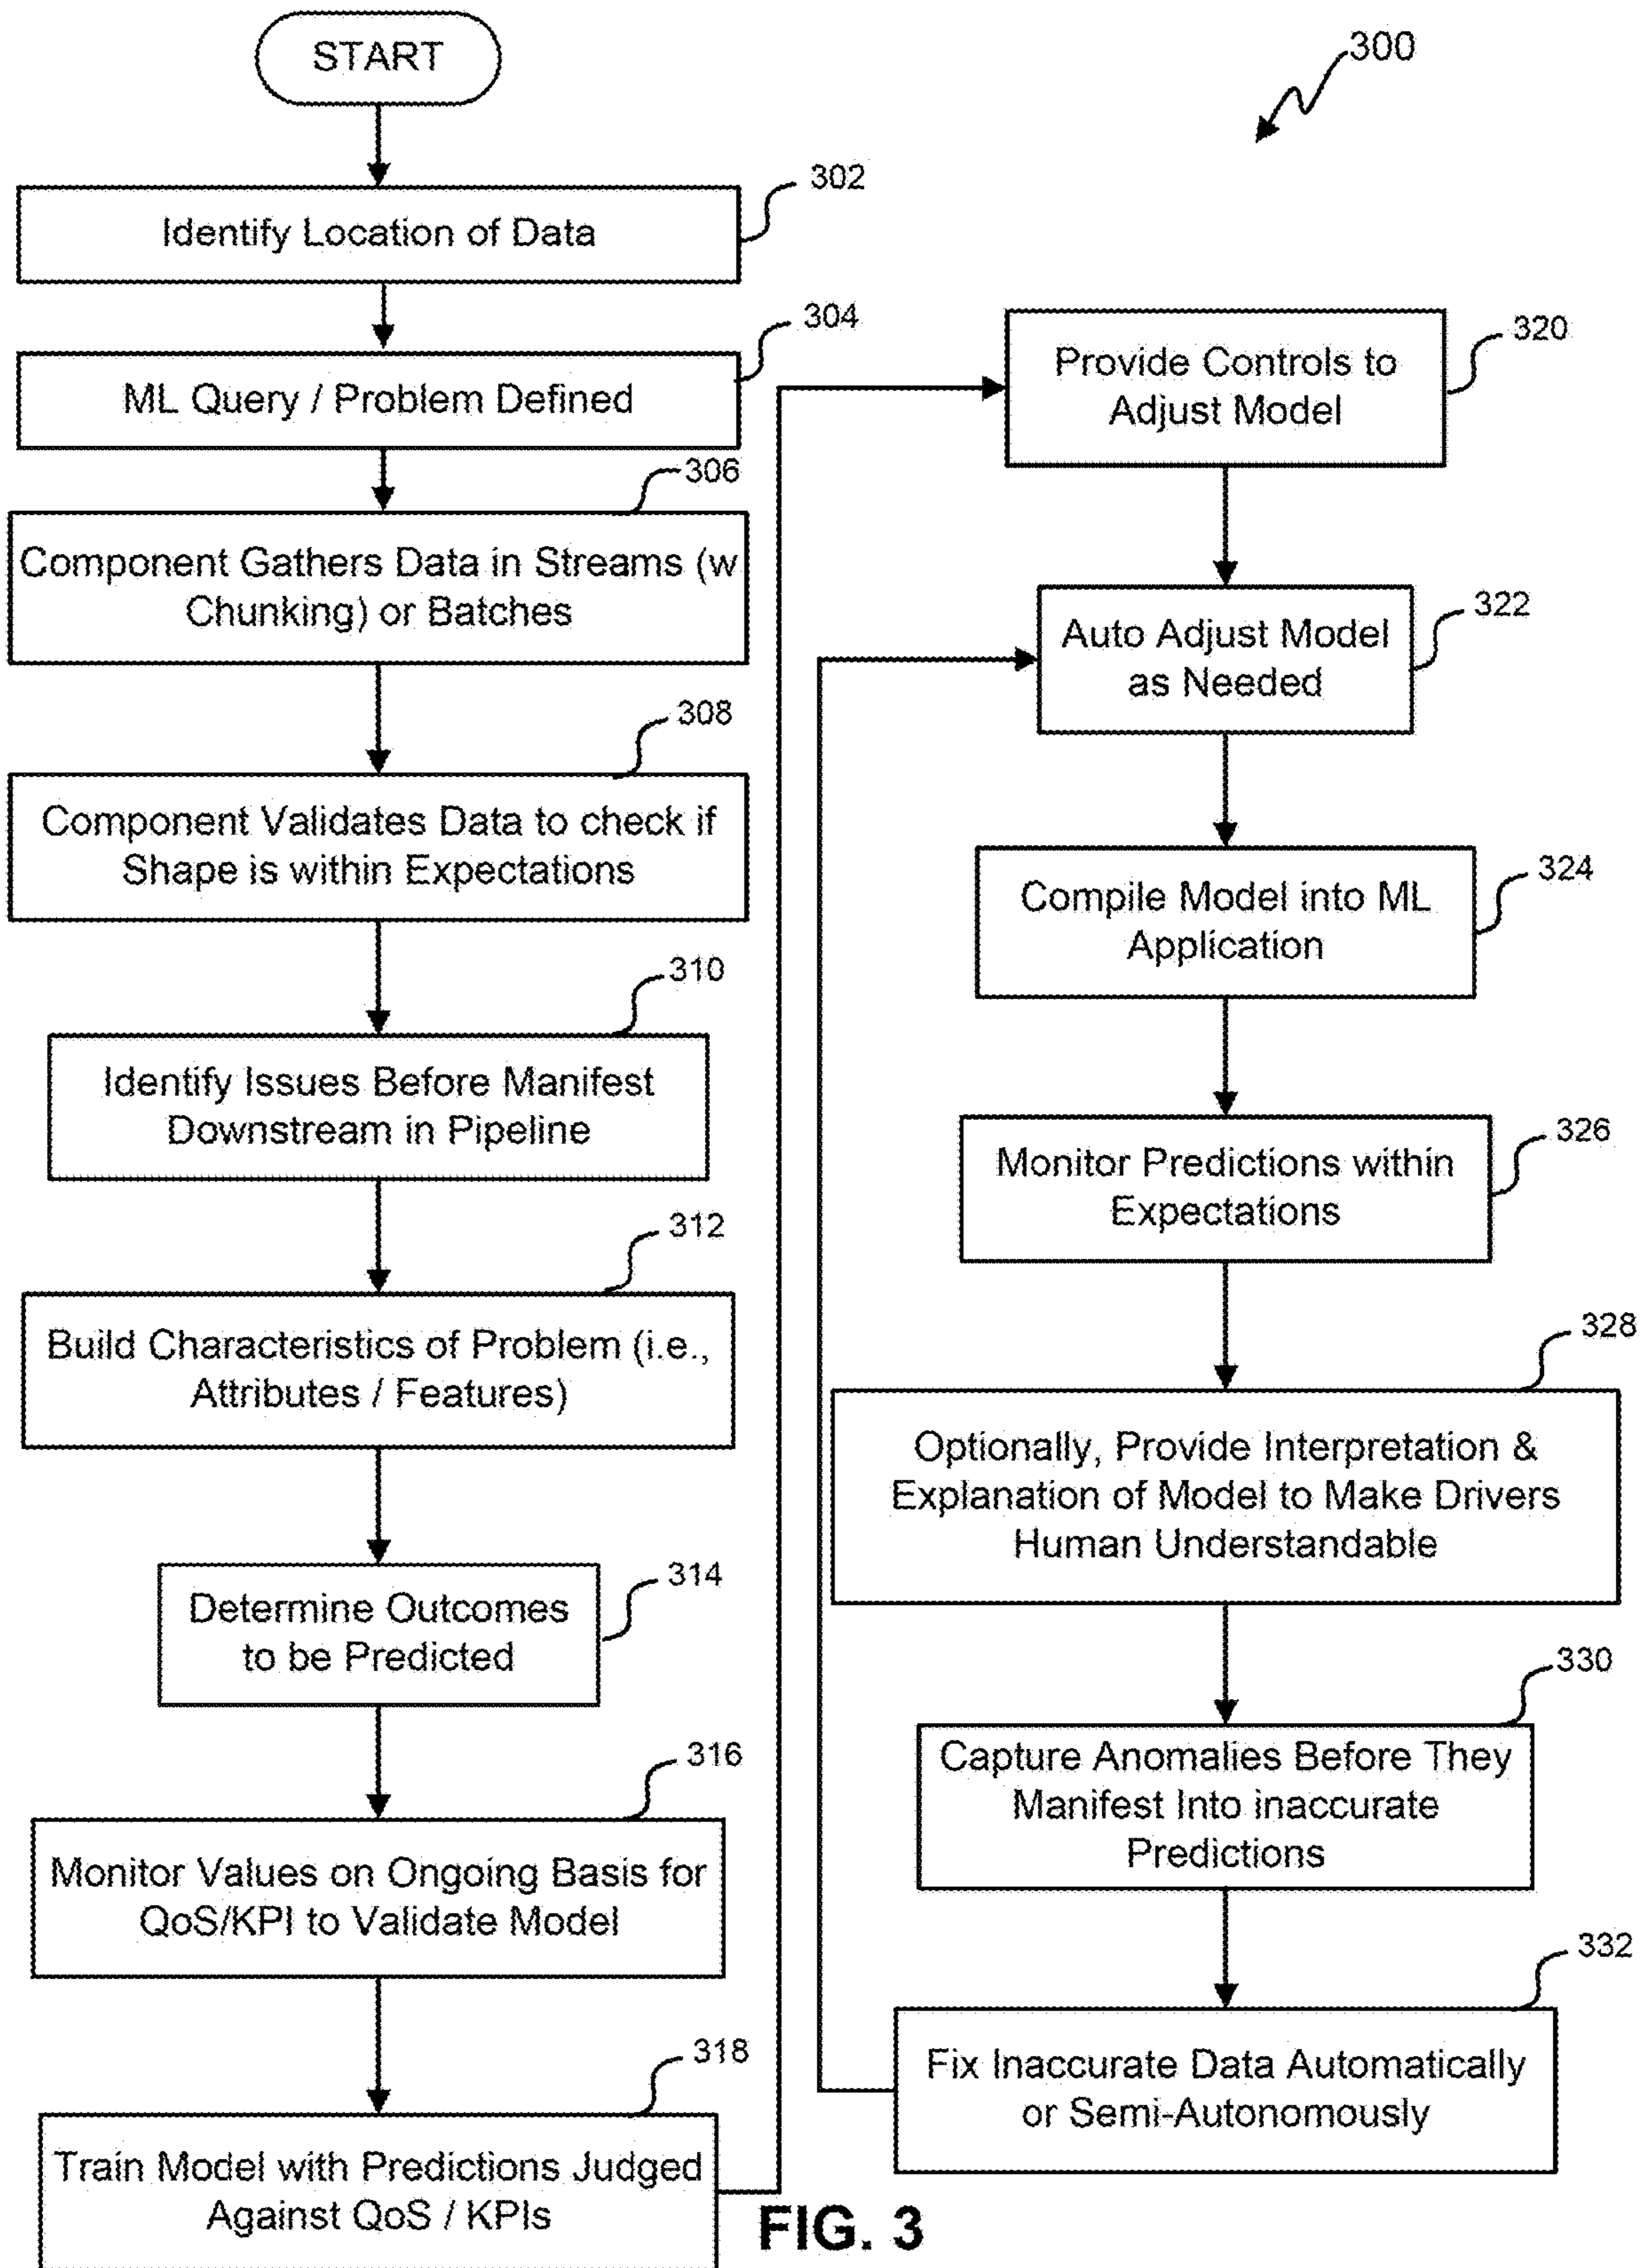 START
300
302
Identify Location of Data
304
ML Query / Problem Defined
306
Component Gathers Data in Streams (w
Chunking) or Batches
308
Component Validates Data to check if
Shape is within Expectations
310
Identify Issues Before Manifest
Downstream in Pipeline
312
Build Characteristics of Problem (i.e.,
Attributes / Features)
314
Determine Outcomes
to be Predicted
316
Monitor Values on Ongoing Basis for
QoS/KPI to Validate Model
318
Train Model with Predictions Judged
Against QoS / KPIs
320
Provide Controls to
Adjust Model
322
Auto Adjust Model
as Needed
324
Compile Model into ML
Application
326
Monitor Predictions within
Expectations
328
Optionally, Provide Interpretation &
Explanation of Model to Make Drivers
Human Understandable
330
Capture Anomalies Before They
Manifest Into inaccurate
Predictions
332
Fix Inaccurate Data Automatically
or Semi-Autonomously
FIG. 3